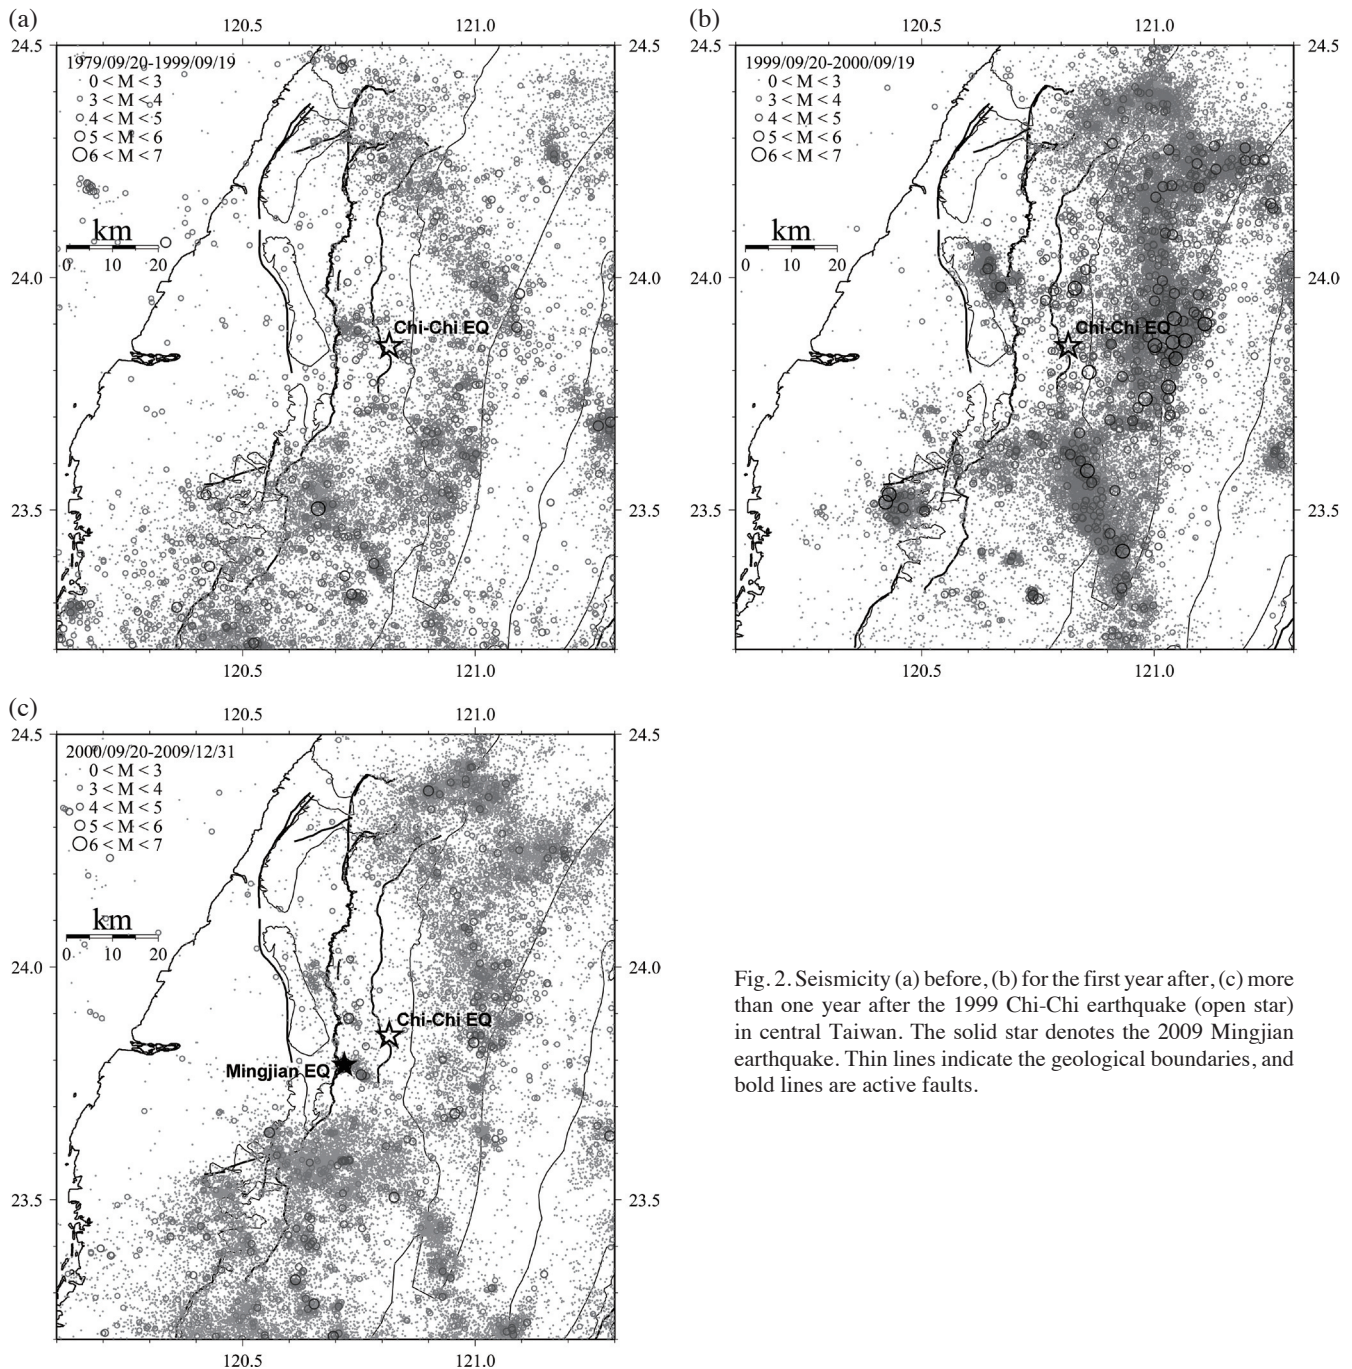 (a)
120.5 121.0
24.5 24.5
1979/09/20-1999/09/19
0 < M < 3
3 < M < 4
4 < M < 5
5 < M < 6
6 < M < 7
km
0 10 20
24.0 24.0
Chi-Chi EQ
23.5 23.5
120.5 121.0
(b)
120.5 121.0
24.5 24.5
1999/09/20-2000/09/19
0 < M < 3
3 < M < 4
4 < M < 5
5 < M < 6
6 < M < 7
km
0 10 20
24.0
Chi-Chi EQ
23.5
120.5 121.0
(c)
120.5 121.0
24.5 24.5
2000/09/20-2009/12/31
0 < M < 3
3 < M < 4
4 < M < 5
5 < M < 6
6 < M < 7
km
0 10 20
24.0 24.0
Chi-Chi EQ
Mingjian EQ
23.5 23.5
120.5 121.0
Fig. 2. Seismicity (a) before, (b) for the first year after, (c) more
than one year after the 1999 Chi-Chi earthquake (open star)
in central Taiwan. The solid star denotes the 2009 Mingjian
earthquake. Thin lines indicate the geological boundaries, and
bold lines are active faults.